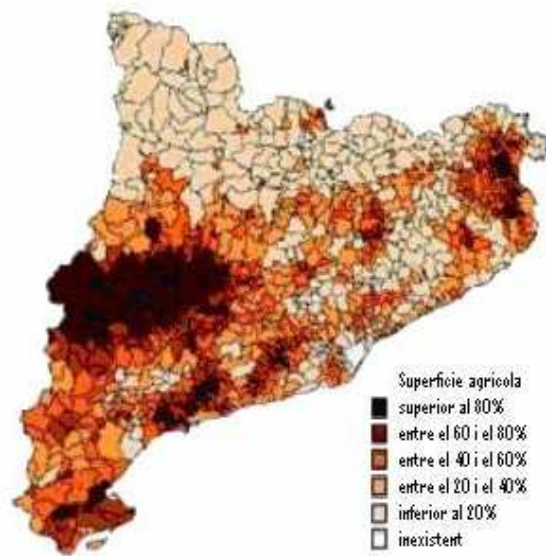 Superficie agricola
superior al 80%
entre el 60 i el 80%
entre el 40 i el 60%
entre el 20 i el 40%
inferior al 20%
inexistent